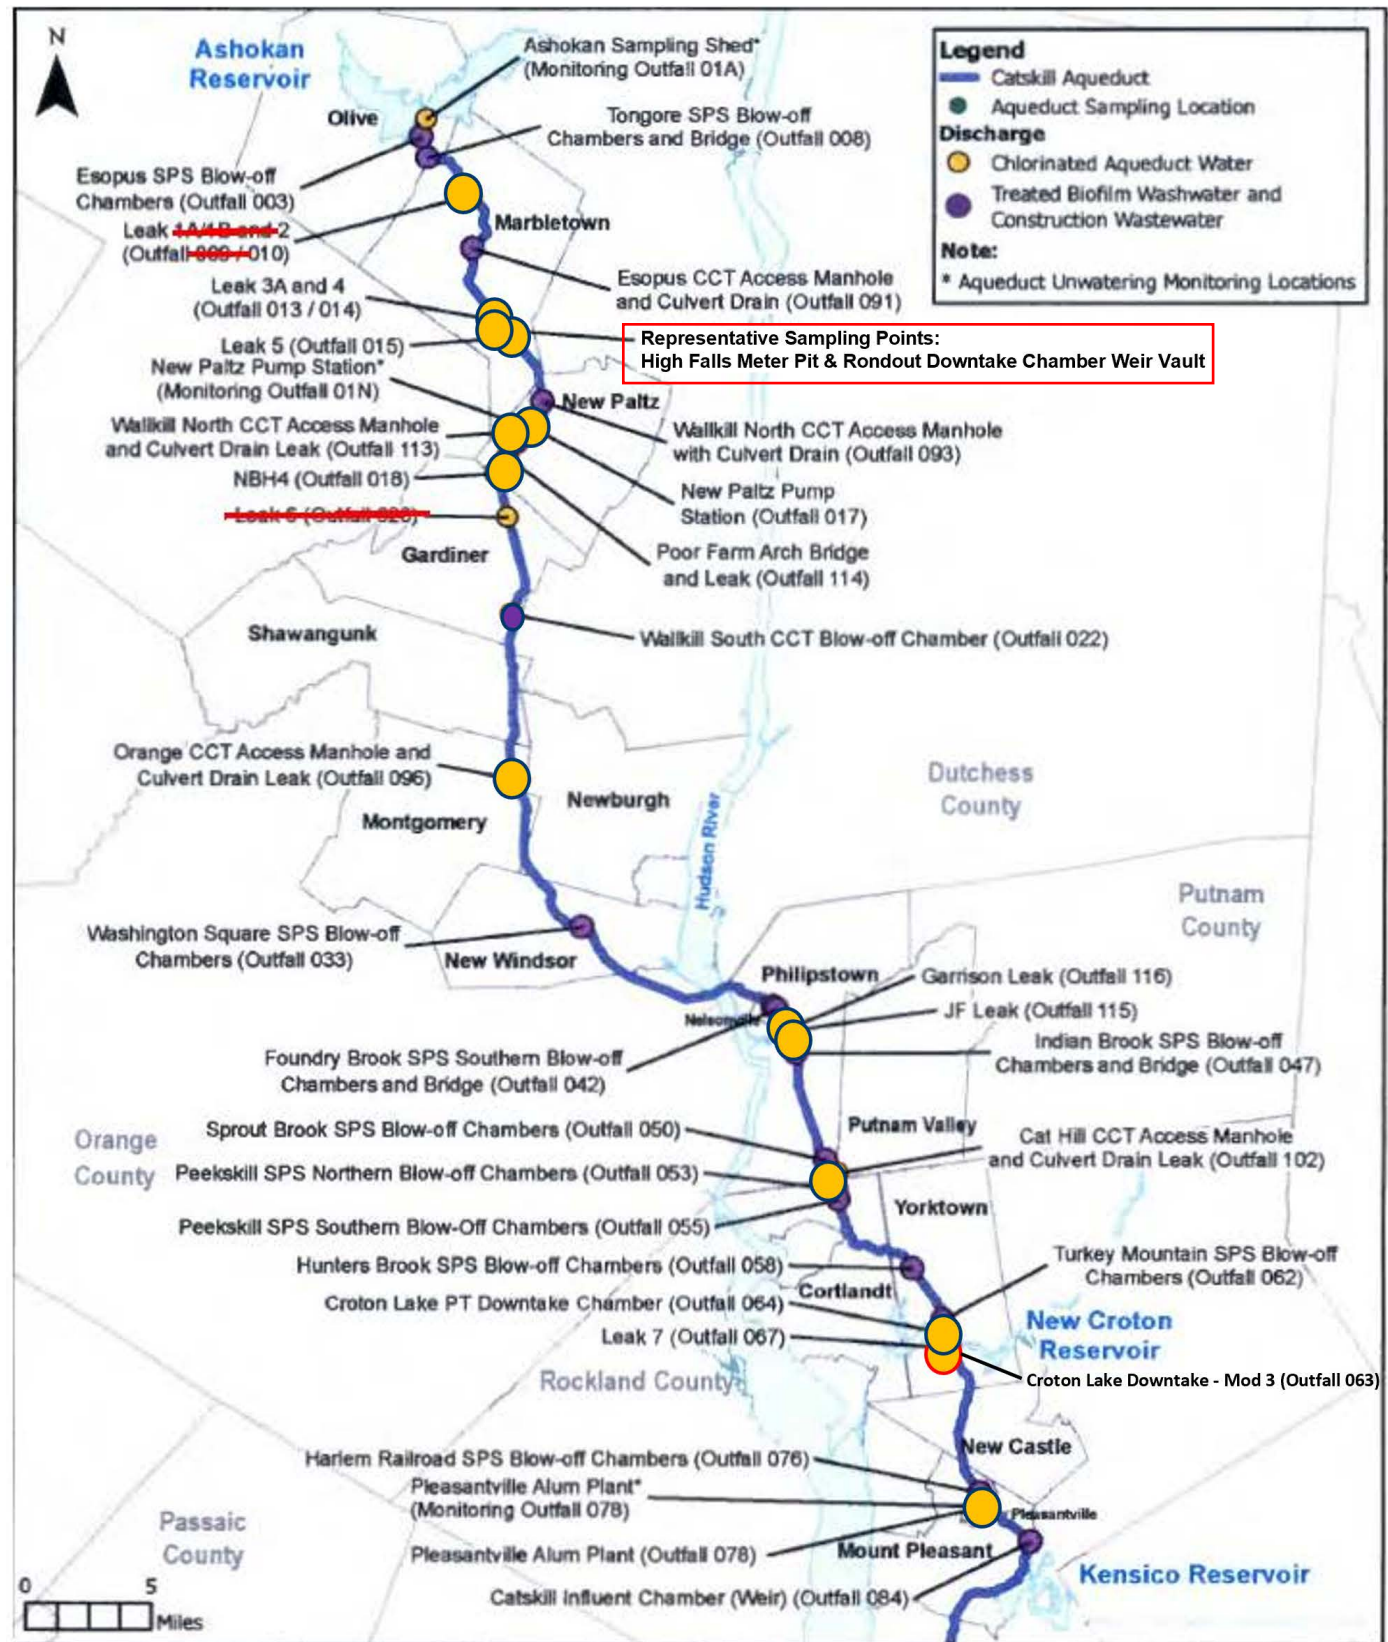 N
Ashokan
Reservoir
Ashokan Sampling Shed*
(Monitoring Outfall 01A)
Legend
Catskill Aqueduct
Aqueduct Sampling Location
Discharge
Chlorinated Aqueduct Water
Treated Biofilm Washwater and
Construction Wastewater
Note:
* Aqueduct Unwatering Monitoring Locations
Olive
Tongore SPS Blow-off
Chambers and Bridge (Outfall 008)
Esopus SPS Blow-off
Chambers (Outfall 003)
Leak 1A/1B and 2
(Outfall 009 / 010)
Marbletown
Esopus CCT Access Manhole
and Culvert Drain (Outfall 091)
Leak 3A and 4
(Outfall 013 / 014)
Representative Sampling Points:
High Falls Meter Pit & Rondout Downtake Chamber Weir Vault
Leak 5 (Outfall 015)
New Paltz Pump Station*
(Monitoring Outfall 01N)
New Paltz
Wallkill North CCT Access Manhole
and Culvert Drain Leak (Outfall 113)
Wallkill North CCT Access Manhole
with Culvert Drain (Outfall 093)
NBH4 (Outfall 018)
New Paltz Pump
Station (Outfall 017)
Leak 6 (Outfall 020)
Gardiner
Poor Farm Arch Bridge
and Leak (Outfall 114)
Shawangunk
Wallkill South CCT Blow-off Chamber (Outfall 022)
Orange CCT Access Manhole and
Culvert Drain Leak (Outfall 096)
Dutchess
County
Newburgh
Montgomery
Hudson River
Putnam
County
Washington Square SPS Blow-off
Chambers (Outfall 033)
New Windsor
Philipstown
Garrison Leak (Outfall 116)
JF Leak (Outfall 115)
Nelsonville
Indian Brook SPS Blow-off
Chambers and Bridge (Outfall 047)
Foundry Brook SPS Southern Blow-off
Chambers and Bridge (Outfall 042)
Orange
County
Sprout Brook SPS Blow-off Chambers (Outfall 050)
Putnam Valley
Cat Hill CCT Access Manhole
and Culvert Drain Leak (Outfall 102)
Peekskill SPS Northern Blow-off Chambers (Outfall 053)
Yorktown
Peekskill SPS Southern Blow-Off Chambers (Outfall 055)
Hunters Brook SPS Blow-off Chambers (Outfall 058)
Turkey Mountain SPS Blow-off
Chambers (Outfall 062)
Cortlandt
Croton Lake PT Downtake Chamber (Outfall 064)
New Croton
Reservoir
Leak 7 (Outfall 067)
Rockland County
Croton Lake Downtake - Mod 3 (Outfall 063)
New Castle
Harlem Railroad SPS Blow-off Chambers (Outfall 076)
Pleasantville Alum Plant*
(Monitoring Outfall 078)
Pleasantville
Passaic
County
Pleasantville Alum Plant (Outfall 078)
Mount Pleasant
Kensico Reservoir
Catskill Influent Chamber (Weir) (Outfall 084)
0 5
Miles